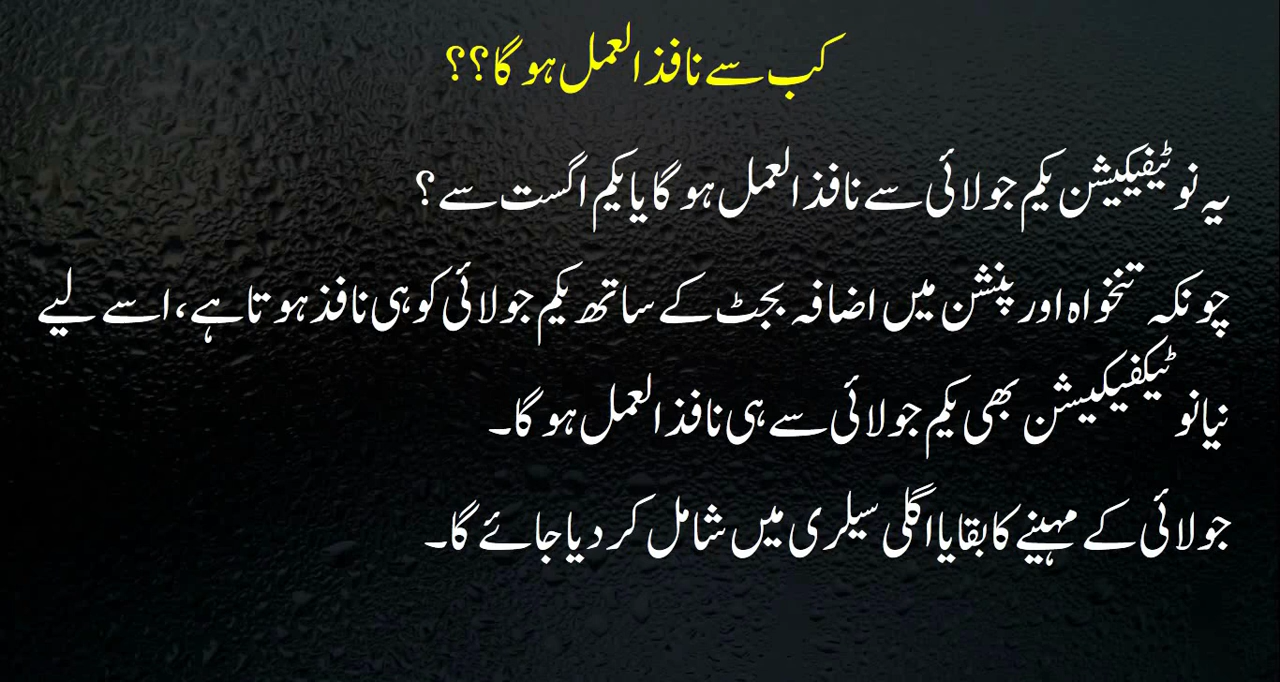 کب سے نافذ العمل ہو گا؟؟
یہ نوٹیفیکیشن یکم جولائی سے نافذ العمل ہو گا یا یکم اگست سے؟
چونکہ تنخواہ اور پنشن میں اضافہ بجٹ کے ساتھ یکم جولائی کو ہی نافذ ہوتا ہے، اسے لیے
نیا نوٹیکفیکیشن بھی یکم جولائی سے ہی نافذ العمل ہو گا۔
جولائی کے مہینے کا بقایا اگلی سیلری میں شامل کر دیا جائے گا۔